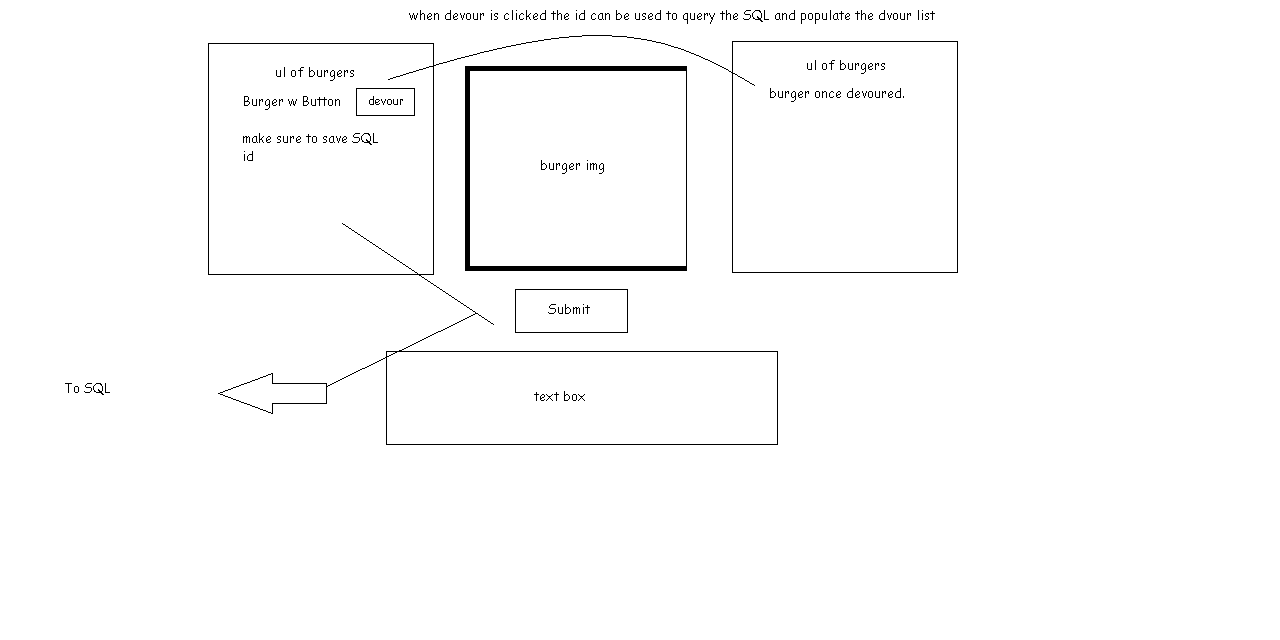 when devour is clicked the id can be used to query the SQL and populate the dvour list
ul of burgers
Burger w Button
devour
make sure to save SQL
id
burger img
ul of burgers
burger once devoured.
Submit
To SQL
text box